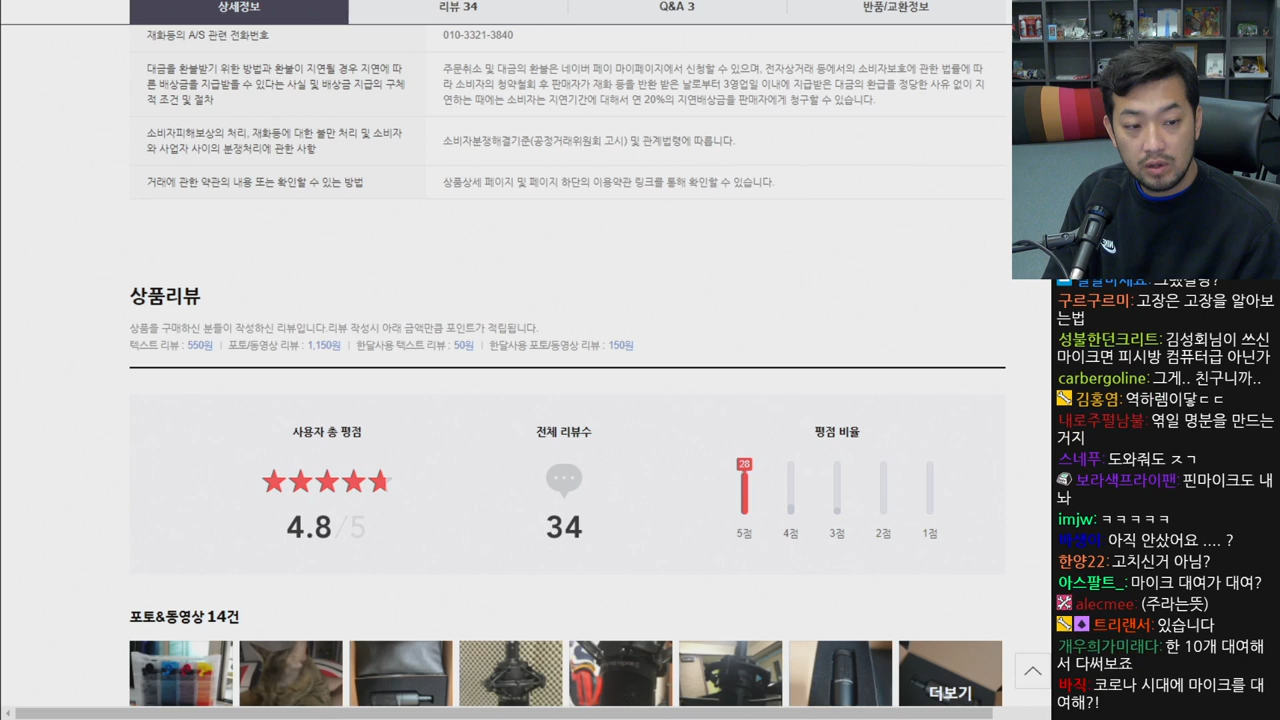 상세정보
리뷰 34
Q&A 3
반품/교환정보
재화등의 A/S 관련 전화번호
010-3321-3840
대금을 환불받기 위한 방법과 환불이 지연될 경우 지연에 따
른 배상금을 지급받을 수 있다는 사실 및 배상금 지급의 구체
적 조건 및 절차
주문취소 및 대금의 환불은 네이버 페이 마이페이지에서 신청할 수 있으며, 전자상거래 등에서의 소비자보호에 관한 법률에 따
라 소비자의 청약철회 후 판매자가 재화 등을 반환 받은 날로부터 3영업일 이내에 지급받은 대금의 환급을 정당한 사유 없이 지
연하는 때에는 소비자는 지연기간에 대해서 연 20%의 지연배상금을 판매자에게 청구할 수 있습니다.
소비자피해보상의 처리, 재화등에 대한 불만 처리 및 소비자
와 사업자 사이의 분쟁처리에 관한 사항
소비자분쟁해결기준(공정거래위원회 고시) 및 관계법령에 따릅니다.
거래에 관한 약관의 내용 또는 확인할 수 있는 방법
상품상세 페이지 및 페이지 하단의 이용약관 링크를 통해 확인할 수 있습니다.
상품리뷰
상품을 구매하신 분들이 작성하신 리뷰입니다.리뷰 작성시 아래 금액만큼 포인트가 적립됩니다.
텍스트 리뷰 : 550원 | 포토/동영상 리뷰 : 1,150원 | 한달사용 텍스트 리뷰 : 50원 | 한달사용 포토/동영상 리뷰 : 150원
사용자 총 평점
전체 리뷰수
평점 비율
28
4.8/5
34
5점
4점
3점
2점
1점
포토&동영상 14건
더보기
구르구르미: 고장은 고장을 알아보
는법
성불한던크리트: 김성회님이 쓰신
마이크면 피시방 컴퓨터급 아닌가
carbergoline: 그게.. 친구니까..
김홍염: 역하렘이닿ㄷㄷ
내로주펄남불: 엮일 명분을 만드는
거지
스네푸: 도와줘도 ㅈㄱ
보라색프라이팬: 핀마이크도 내
놔
imjw: ㅋㅋㅋㅋㅋ
아직 안샀어요 .... ?
한양22: 고치신거 아님?
아스팔트_: 마이크 대여가 대여?
alecmee: (주라는뜻)
트리랜서: 있습니다
개우희가미래다: 한 10개 대여해
서 다써보죠
바직: 코로나 시대에 마이크를 대
여해?!